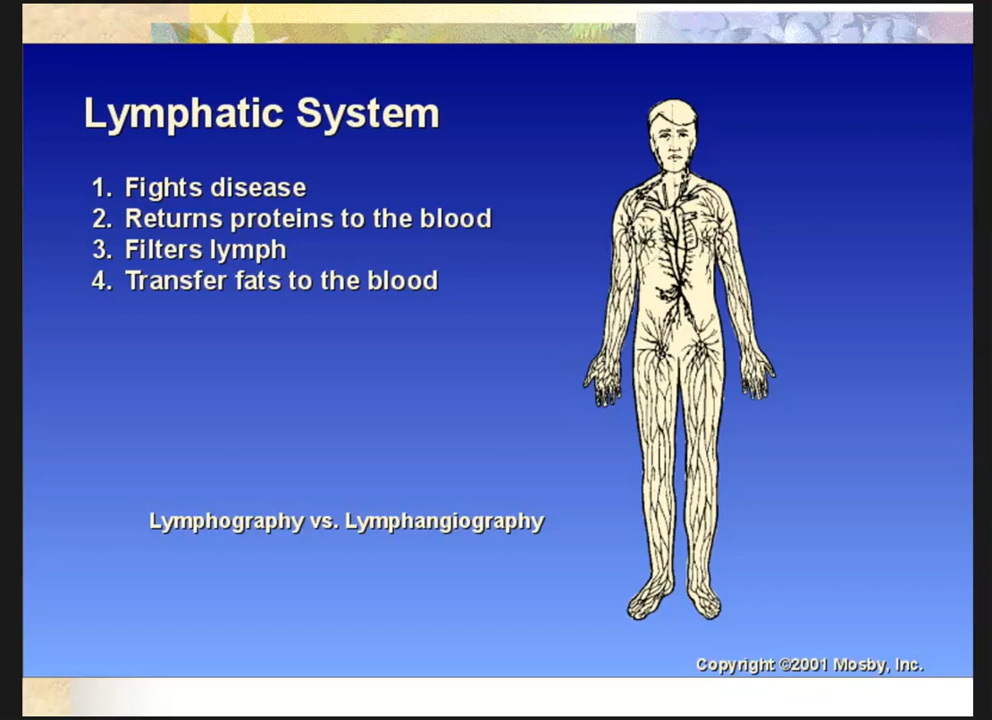 Lymphatic System
1. Fights disease
2. Returns proteins to the blood
3. Filters lymph
4. Transfer fats to the blood
Lymphography vs. Lymphangiography
Copyright ©2001 Mosby, Inc.